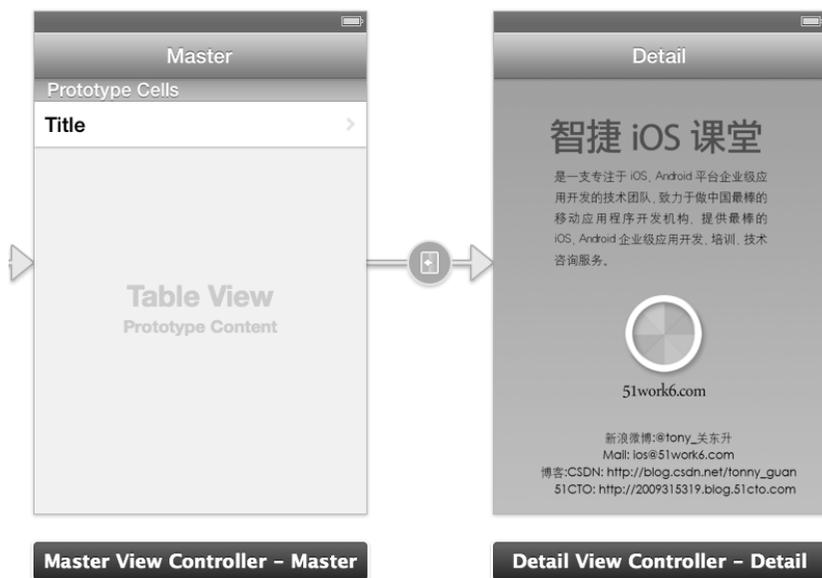 Master
Prototype Cells
Title
Table View
Prototype Content
Master View Controller – Master
Detail
智捷 iOS 课堂
是一支专注于 iOS, Android 平台企业级应
用开发的技术团队, 致力于做中国最棒的
移动应用程序开发机构、提供最棒的
iOS, Android 企业级应用开发、培训、技术
咨询服务。
51work6.com
新浪微博:@tony_关东升
Mail: ios@51work6.com
博客:CSDN: http://blog.csdn.net/tonny_guan
51CTO: http://2009315319.blog.51cto.com
Detail View Controller – Detail